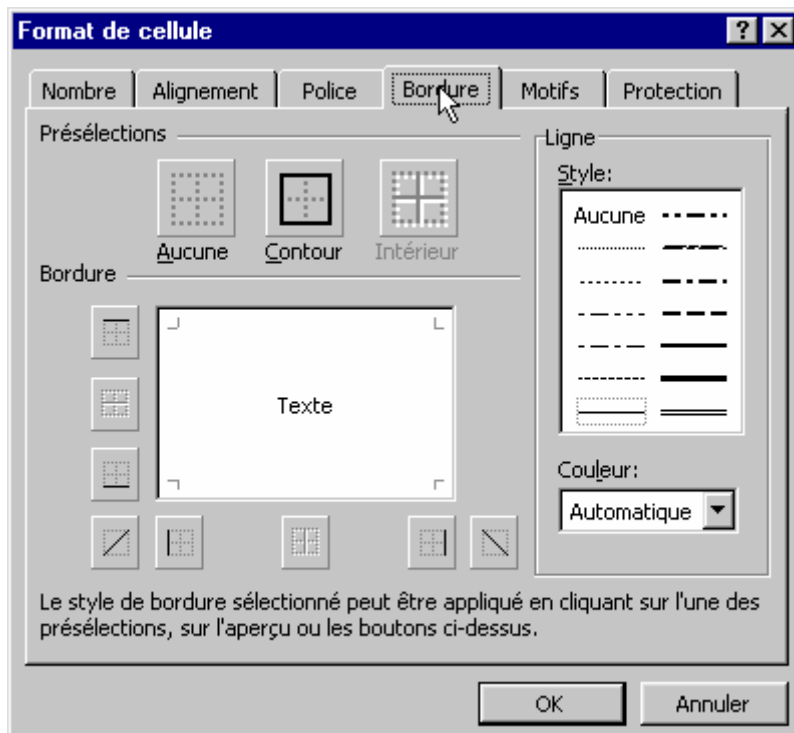 Format de cellule
Nombre Alignement Police Bordure Motifs Protection
Présélections
Aucune Contour Intérieur
Bordure
Texte
Ligne
Style:
Aucune
Couleur:
Automatique
Le style de bordure sélectionné peut être appliqué en cliquant sur l'une des
présélections, sur l'aperçu ou les boutons ci-dessus.
OK Annuler